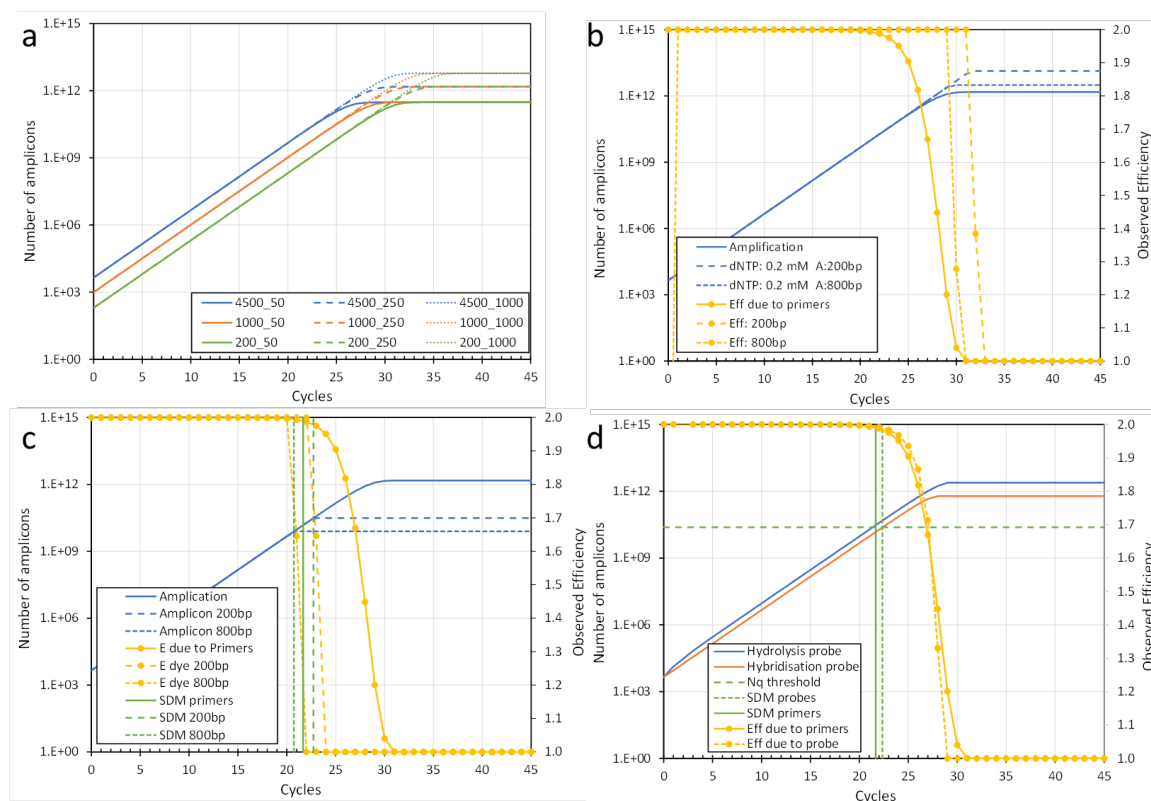 a
1.E+15
1.E+12
1.E+09
1.E+06
1.E+03
1.E+00
Number of amplicons
4500_50 4500_250 4500_1000
1000_50 1000_250 1000_1000
200_50 200_250 200_1000
0 5 10 15 20 25 30 35 40 45
Cycles
b
1.E+15
1.E+12
1.E+09
1.E+06
1.E+03
1.E+00
Number of amplicons
2.0
1.9
1.8
1.7
1.6
1.5
1.4
1.3
1.2
1.1
1.0
Observed Efficiency
Amplification
dNTP: 0.2 mM A:200bp
dNTP: 0.2 mM A:800bp
Eff due to primers
Eff: 200bp
Eff: 800bp
0 5 10 15 20 25 30 35 40 45
Cycles
c
1.E+15
1.E+12
1.E+09
1.E+06
1.E+03
1.E+00
Number of amplicons
2.0
1.9
1.8
1.7
1.6
1.5
1.4
1.3
1.2
1.1
1.0
Observed Efficiency
Amplication
Amplicon 200bp
Amplicon 800bp
E due to Primers
E dye 200bp
E dye 800bp
SDM primers
SDM 200bp
SDM 800bp
0 5 10 15 20 25 30 35 40 45
Cycles
d
1.E+15
1.E+12
1.E+09
1.E+06
1.E+03
1.E+00
Number of amplicons
2.0
1.9
1.8
1.7
1.6
1.5
1.4
1.3
1.2
1.1
1.0
Observed Efficiency
Hydrolysis probe
Hybridisation probe
Nq threshold
SDM probes
SDM primers
Eff due to primers
Eff due to probe
0 5 10 15 20 25 30 35 40 45
Cycles